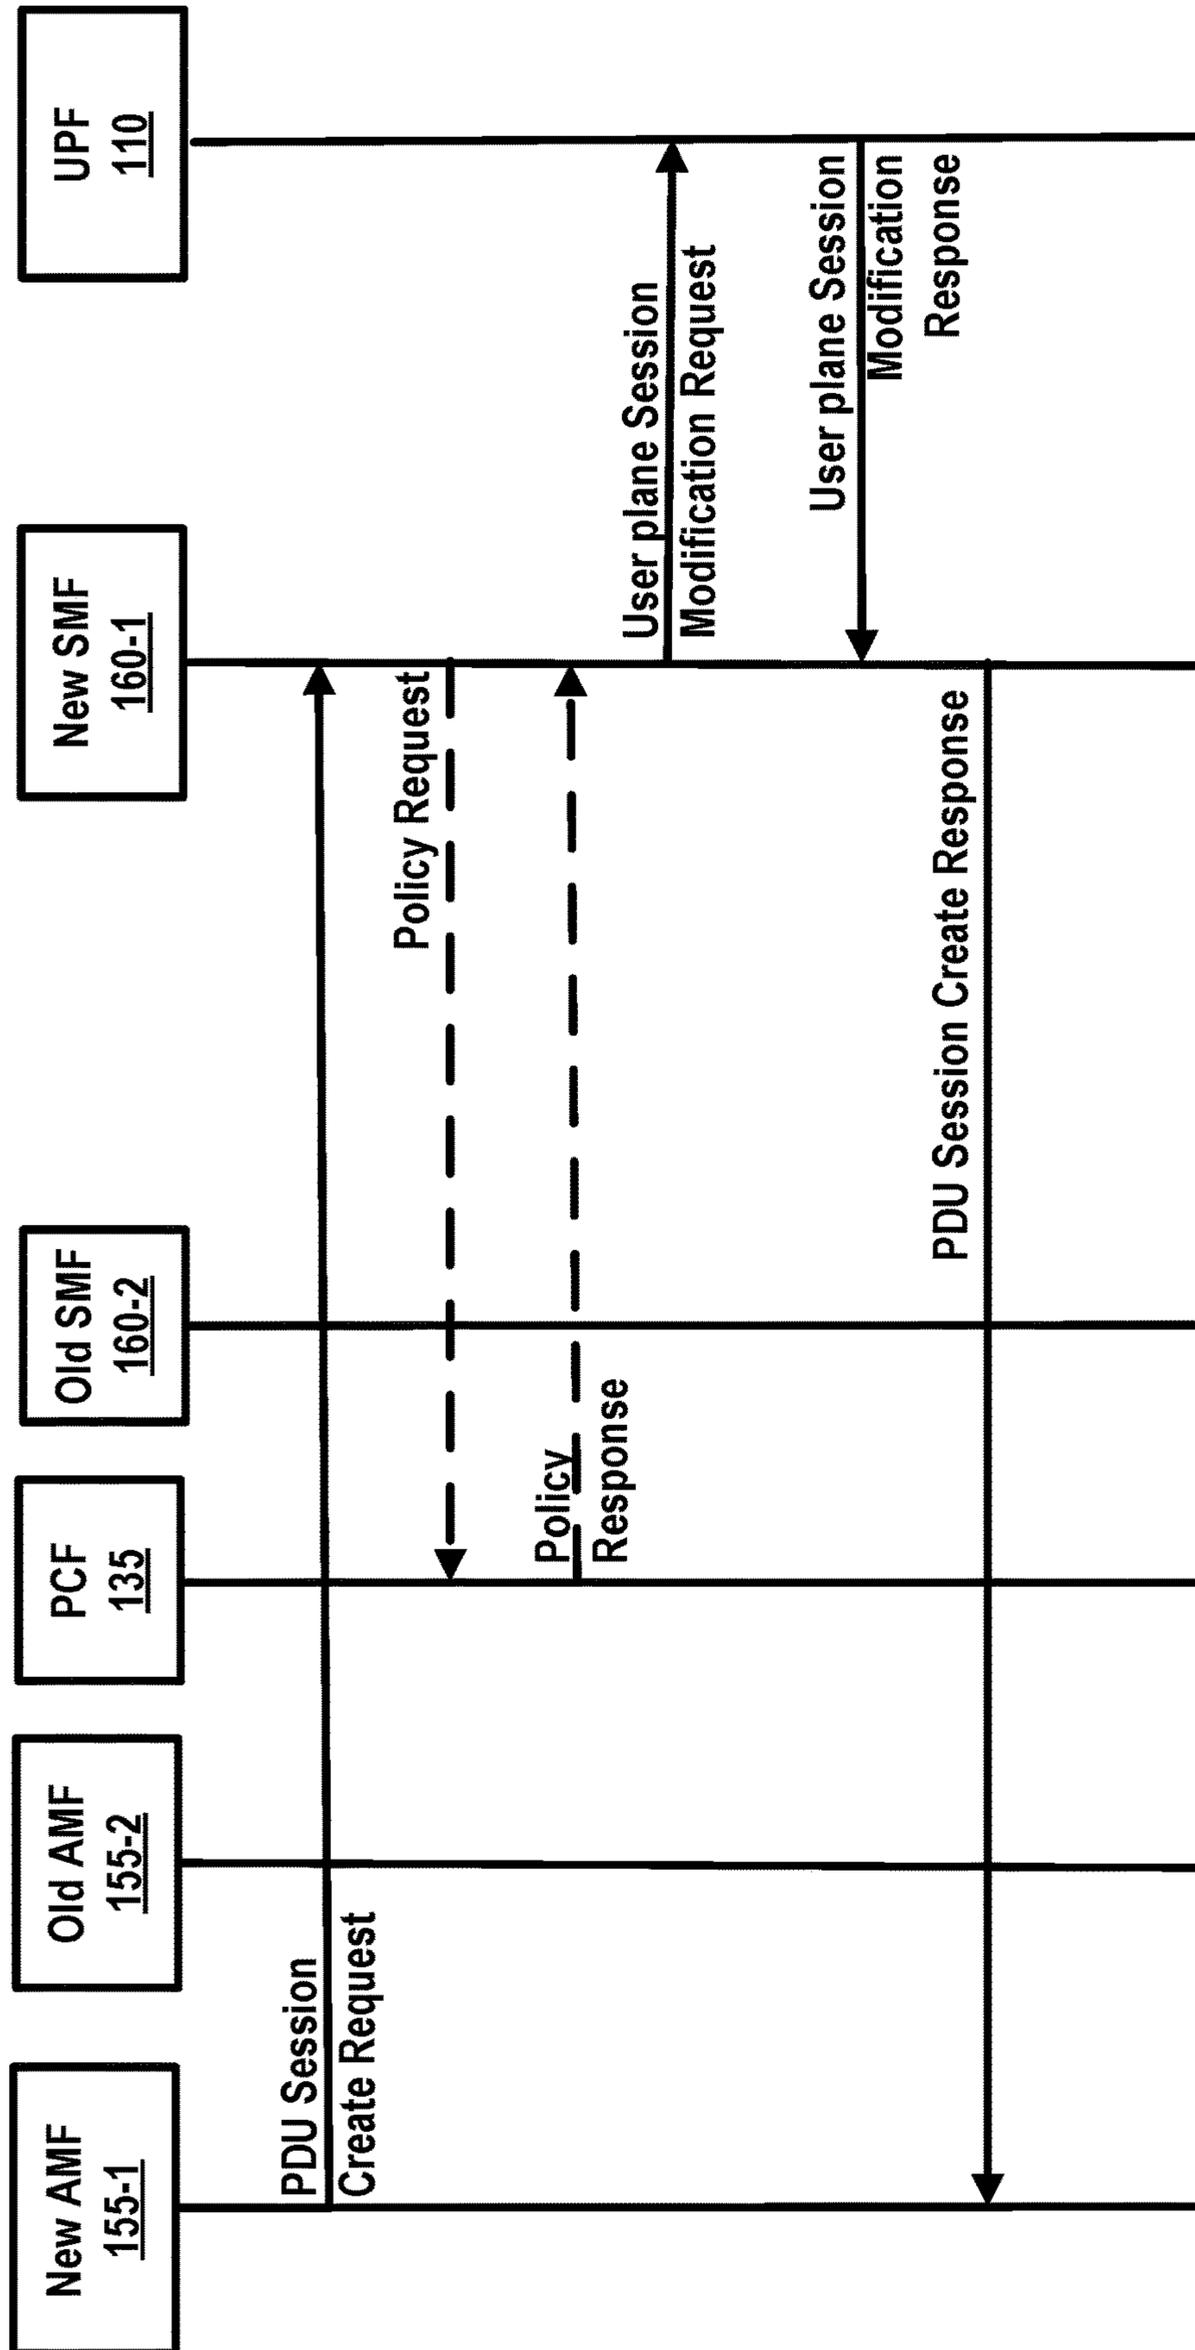 New AMF
155-1
Old AMF
155-2
PCF
135
Old SMF
160-2
New SMF
160-1
UPF
110
PDU Session
Create Request
Policy Request
Policy
Response
User plane Session
Modification Request
User plane Session
Modification
Response
PDU Session Create Response